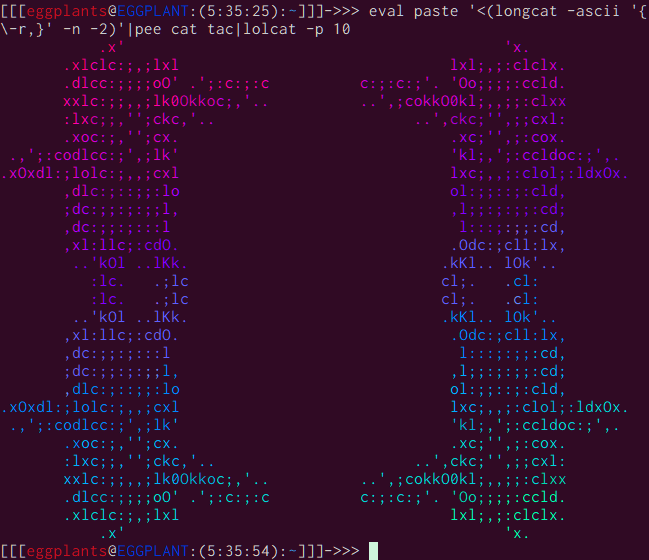 [[[eggplants@EGGPLANT:(5:35:25):~]]]->>> eval paste '<(longcat -ascii '{
\-r,}' -n -2)'|pee cat tac|lolcat -p 10
            .x'                                                 'x.
       .xlclc:;,;lxl                                     lxl;,;:clclx.
       .dlcc:;;;;oO' .';:c:;:c           c:;:c:;'. 'Oo;;;;:ccld.
       xxlc:;,,;lk0Okkoc;,'..            ..',;cokkO0kl;,,;;:clxx
       :lxc;;,'';ckc,'..                        ..',ckc;'',;;cxl:
       .xoc:;,'';cx.                                 .xc;'',;:cox.
 .,';:codlcc:;',;lk'                                 'kl;,';:ccldoc:;',.
.xOxdl:;lolc:;,,;cxl                                 lxc;,,;:clol;:ldxOx.
       ,dlc:;::;;:lo                                 ol:;;::;:cld,
       ;dc:;;:;;;l,                                   ,l;;;:;;:cd;
       ,dc:;;:;:::l                                   l:::;:;;:cd,
       ,xl:llc;:cdO.                                 .Odc:;cll:lx,
        ..'kOl ..lKk.                               .kKl.. lOk'..
          :lc.   .;lc                               cl;.   .cl:
          :lc.   .;lc                               cl;.   .cl:
        ..'kOl ..lKk.                               .kKl.. lOk'..
       ,xl:llc;:cdO.                                 .Odc:;cll:lx,
       ,dc:;;:;:::l                                   l:::;:;;:cd,
       ;dc:;;:;;;l,                                   ,l;;;:;;:cd;
       ,dlc:;::;;:lo                                 ol:;;::;:cld,
.xOxdl:;lolc:;,,;cxl                                 lxc;,,;:clol;:ldxOx.
 .,';:codlcc:;',;lk'                                 'kl;,';:ccldoc:;',.
       .xoc:;,'';cx.                                 .xc;'',;:cox.
       :lxc;;,'';ckc,'..                        ..',ckc;'',;;cxl:
       xxlc:;,,;lk0Okkoc;,'..            ..',;cokkO0kl;,,;;:clxx
       .dlcc:;;;;oO' .';:c:;:c           c:;:c:;'. 'Oo;;;;:ccld.
       .xlclc:;,;lxl                                     lxl;,;:clclx.
            .x'                                                 'x.
[[[eggplants@EGGPLANT:(5:35:54):~]]]->>>